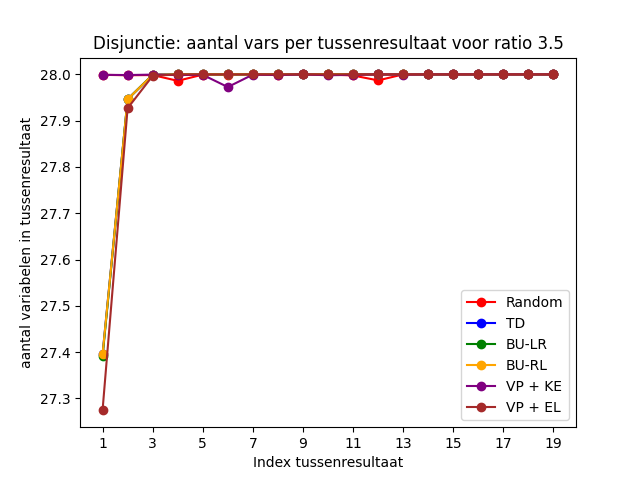 Disjunctie: aantal vars per tussenresultaat voor ratio 3.5
aantal variabelen in tussenresultaat
28.0
27.9
27.8
27.7
27.6
27.5
27.4
27.3
Random
TD
BU-LR
BU-RL
VP + KE
VP + EL
1 3 5 7 9 11 13 15 17 19
Index tussenresultaat